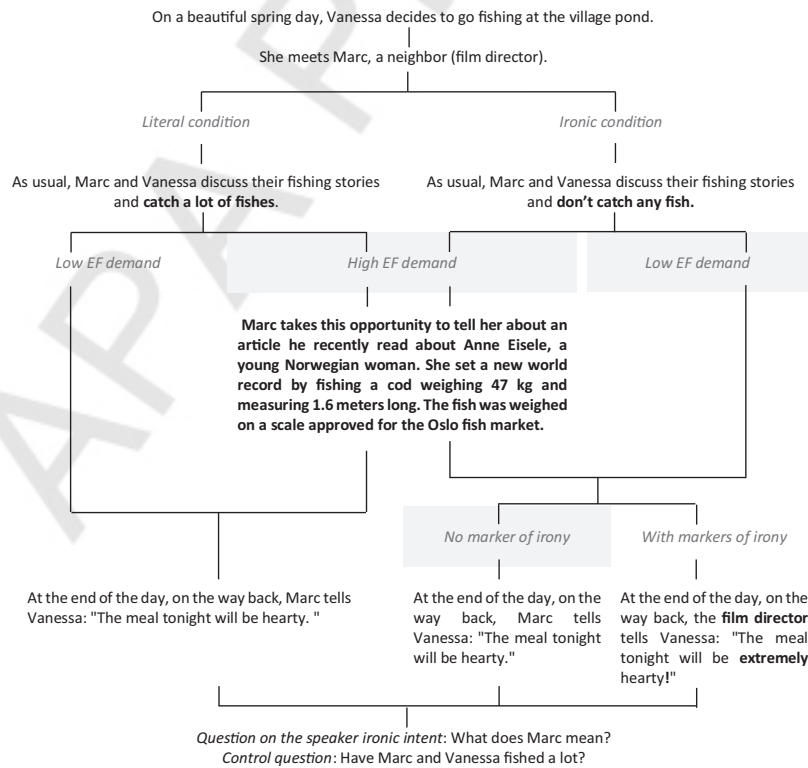 On a beautiful spring day, Vanessa decides to go fishing at the village pond.
She meets Marc, a neighbor (film director).
Literal condition
Ironic condition
As usual, Marc and Vanessa discuss their fishing stories
and catch a lot of fishes.
As usual, Marc and Vanessa discuss their fishing stories
and don't catch any fish.
Low EF demand
High EF demand
Low EF demand
Marc takes this opportunity to tell her about an
article he recently read about Anne Eisele, a
young Norwegian woman. She set a new world
record by fishing a cod weighing 47 kg and
measuring 1.6 meters long. The fish was weighed
on a scale approved for the Oslo fish market.
No marker of irony
With markers of irony
At the end of the day, on the way back, Marc tells
Vanessa: "The meal tonight will be hearty. "
At the end of the day, on the
way back, Marc tells
Vanessa: "The meal tonight
will be hearty."
At the end of the day, on the
way back, the film director
tells Vanessa: "The meal
tonight will be extremely
hearty!"
Question on the speaker ironic intent: What does Marc mean?
Control question: Have Marc and Vanessa fished a lot?
APA P